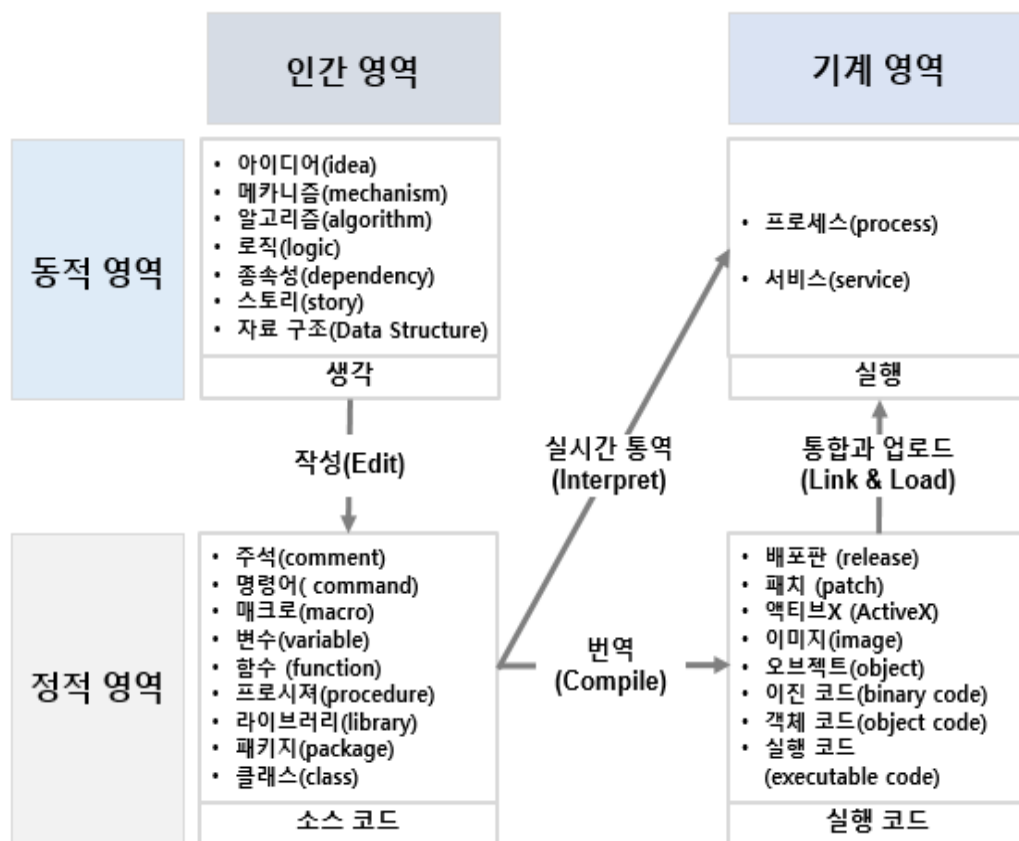 인간 영역
기계 영역
동적 영역
• 아이디어(idea)
• 메카니즘(mechanism)
• 알고리즘(algorithm)
• 로직(logic)
• 종속성(dependency)
• 스토리(story)
• 자료 구조(Data Structure)
생각
• 프로세스(process)
• 서비스(service)
실행
작성(Edit)
실시간 통역
(Interpret)
통합과 업로드
(Link & Load)
정적 영역
• 주석(comment)
• 명령어( command)
• 매크로(macro)
• 변수(variable)
• 함수 (function)
• 프로시져(procedure)
• 라이브러리(library)
• 패키지(package)
• 클래스(class)
소스 코드
번역
(Compile)
• 배포판 (release)
• 패치 (patch)
• 액티브X (ActiveX)
• 이미지(image)
• 오브젝트(object)
• 이진 코드(binary code)
• 객체 코드(object code)
• 실행 코드
(executable code)
실행 코드